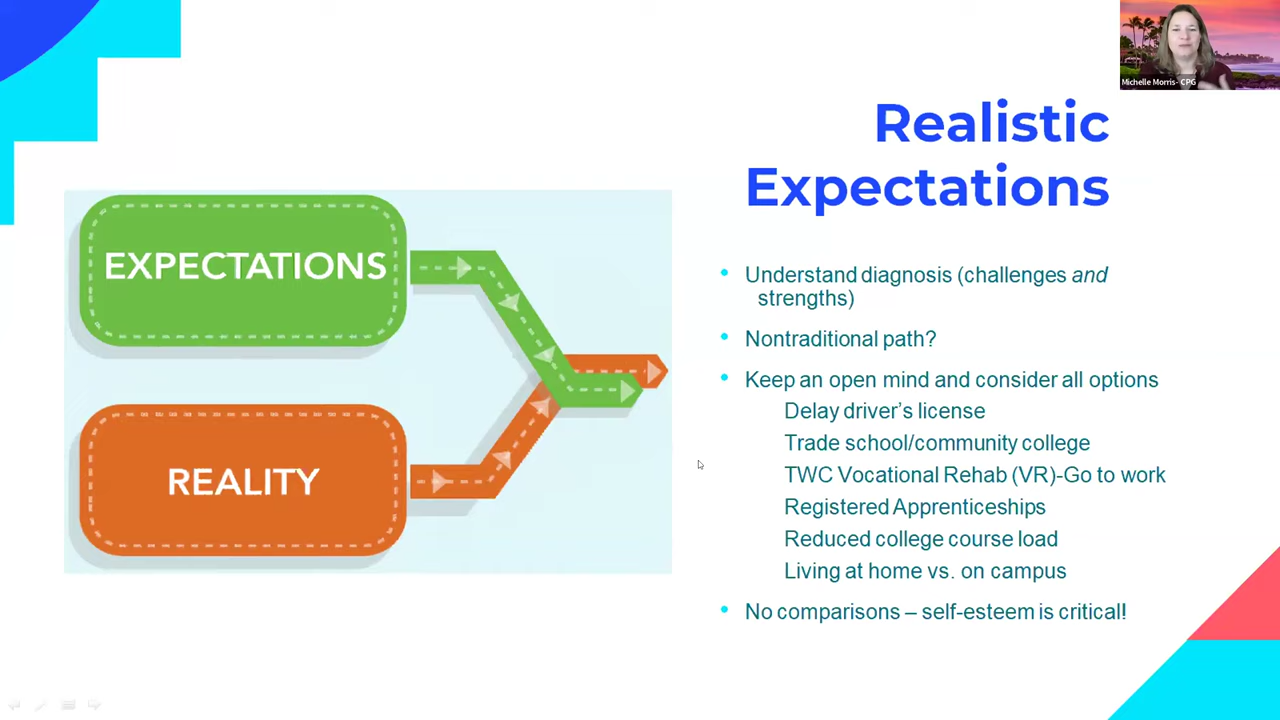 Michelle Morris- CPG
Realistic
Expectations
EXPECTATIONS
REALITY
• Understand diagnosis (challenges and
strengths)
• Nontraditional path?
• Keep an open mind and consider all options
Delay driver’s license
Trade school/community college
TWC Vocational Rehab (VR)-Go to work
Registered Apprenticeships
Reduced college course load
Living at home vs. on campus
• No comparisons – self-esteem is critical!